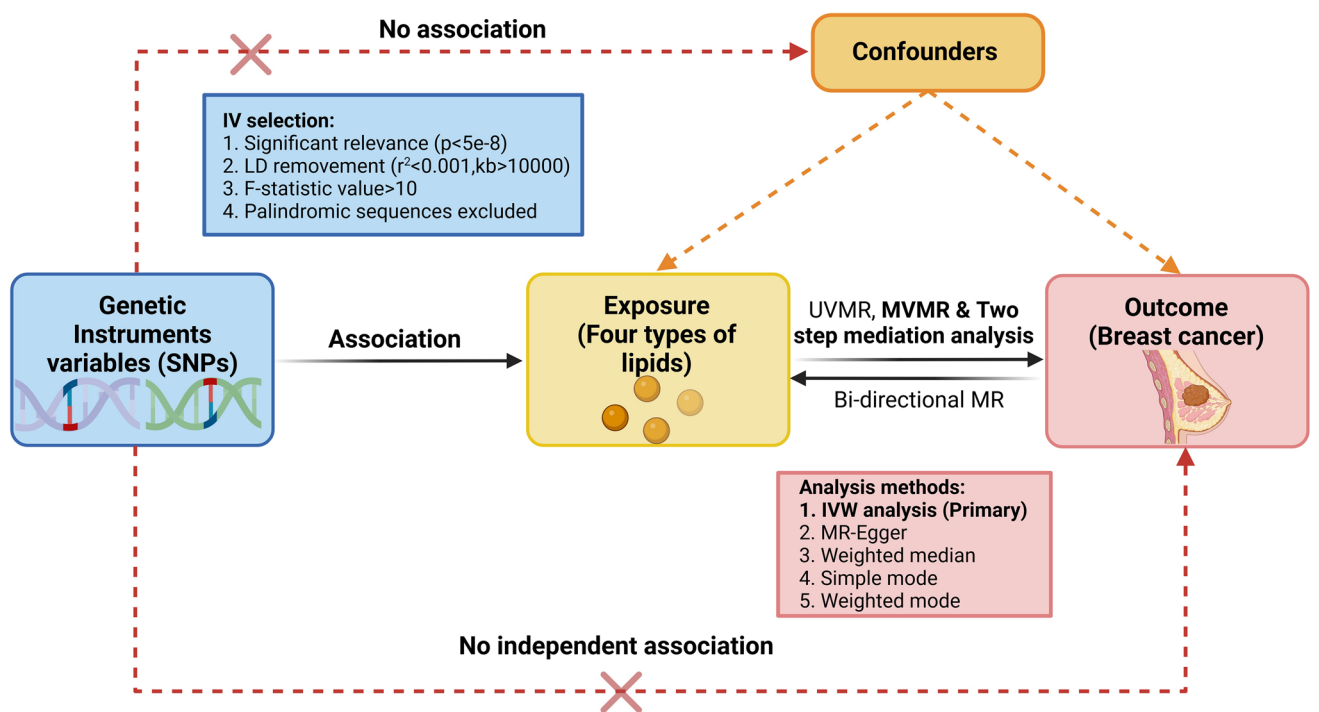 No association
Confounders
IV selection:
1. Significant relevance (p<5e-8)
2. LD removement (r²<0.001,kb>10000)
3. F-statistic value>10
4. Palindromic sequences excluded
Genetic
Instruments
variables (SNPs)
Association
Exposure
(Four types of
lipids)
UVMR, MVMR & Two
step mediation analysis
Bi-directional MR
Outcome
(Breast cancer)
Analysis methods:
1. IVW analysis (Primary)
2. MR-Egger
3. Weighted median
4. Simple mode
5. Weighted mode
No independent association